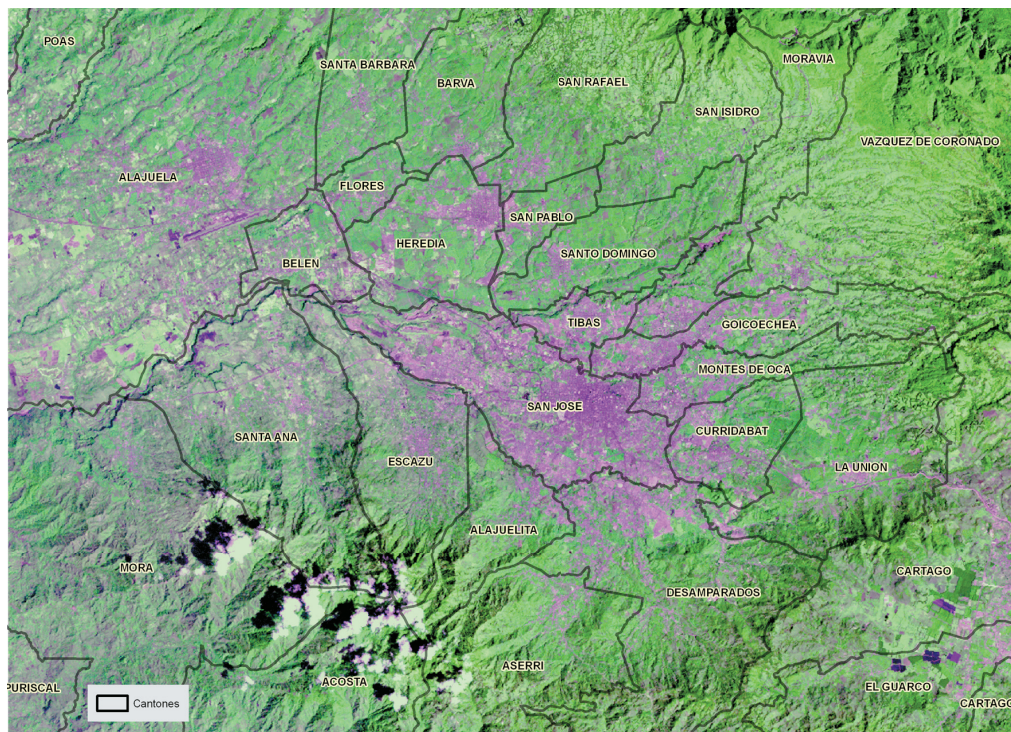 POAS
SANTA BARBARA
BARVA
SAN RAFAEL
MORAVIA
SAN ISIDRO
VAZQUEZ DE CORONADO
ALAJUELA
FLORES
SAN PABLO
HEREDIA
SANTO DOMINGO
BELEN
TIBAS
GOICOECHEA
MONTES DE OCA
SAN JOSE
CURRIDABAT
SANTA ANA
ESCAZU
LA UNION
ALAJUELITA
MORA
CARTAGO
DESAMPARADOS
ASERRI
ACOSTA
EL GUARCO
PURISCAL
CARTAGO
Cantones